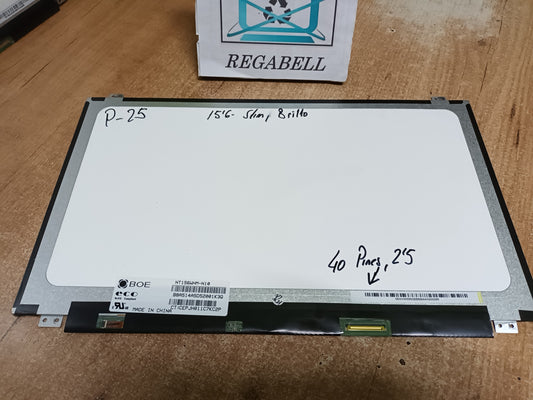 REGABELL
P-25
15'6- Slim, Brillo
40 Pines, 2'5
BOE
NT156WHM-N10
eco
MADE IN CHINA